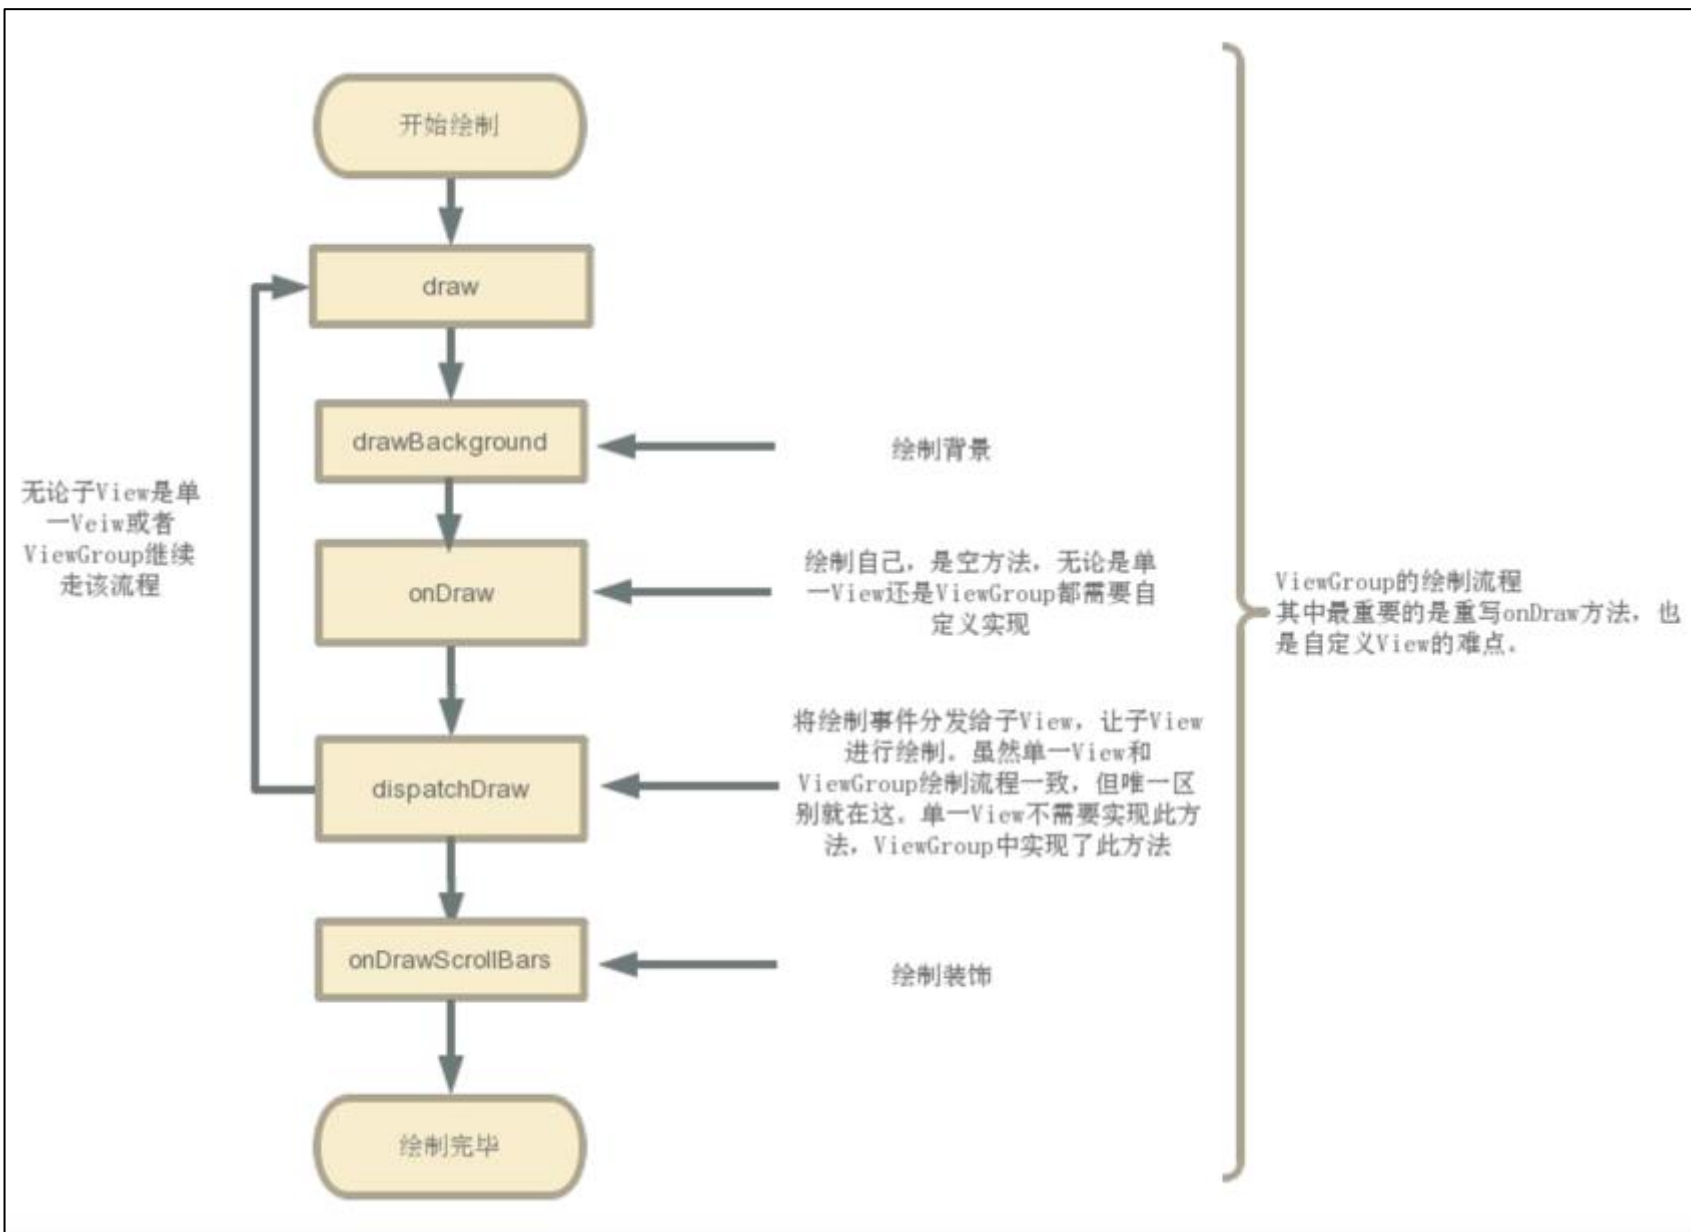 开始绘制
draw
drawBackground
绘制背景
无论子View是单
一Veiw或者
ViewGroup继续
走该流程
onDraw
绘制自己，是空方法，无论是单
一View还是ViewGroup都需要自
定义实现
ViewGroup的绘制流程
其中最重要的是重写onDraw方法，也
是自定义View的难点。
dispatchDraw
将绘制事件分发给子View，让子View
进行绘制。虽然单一View和
ViewGroup绘制流程一致，但唯一区
别就在这。单一View不需要实现此方
法，ViewGroup中实现了此方法
onDrawScrollBars
绘制装饰
绘制完毕